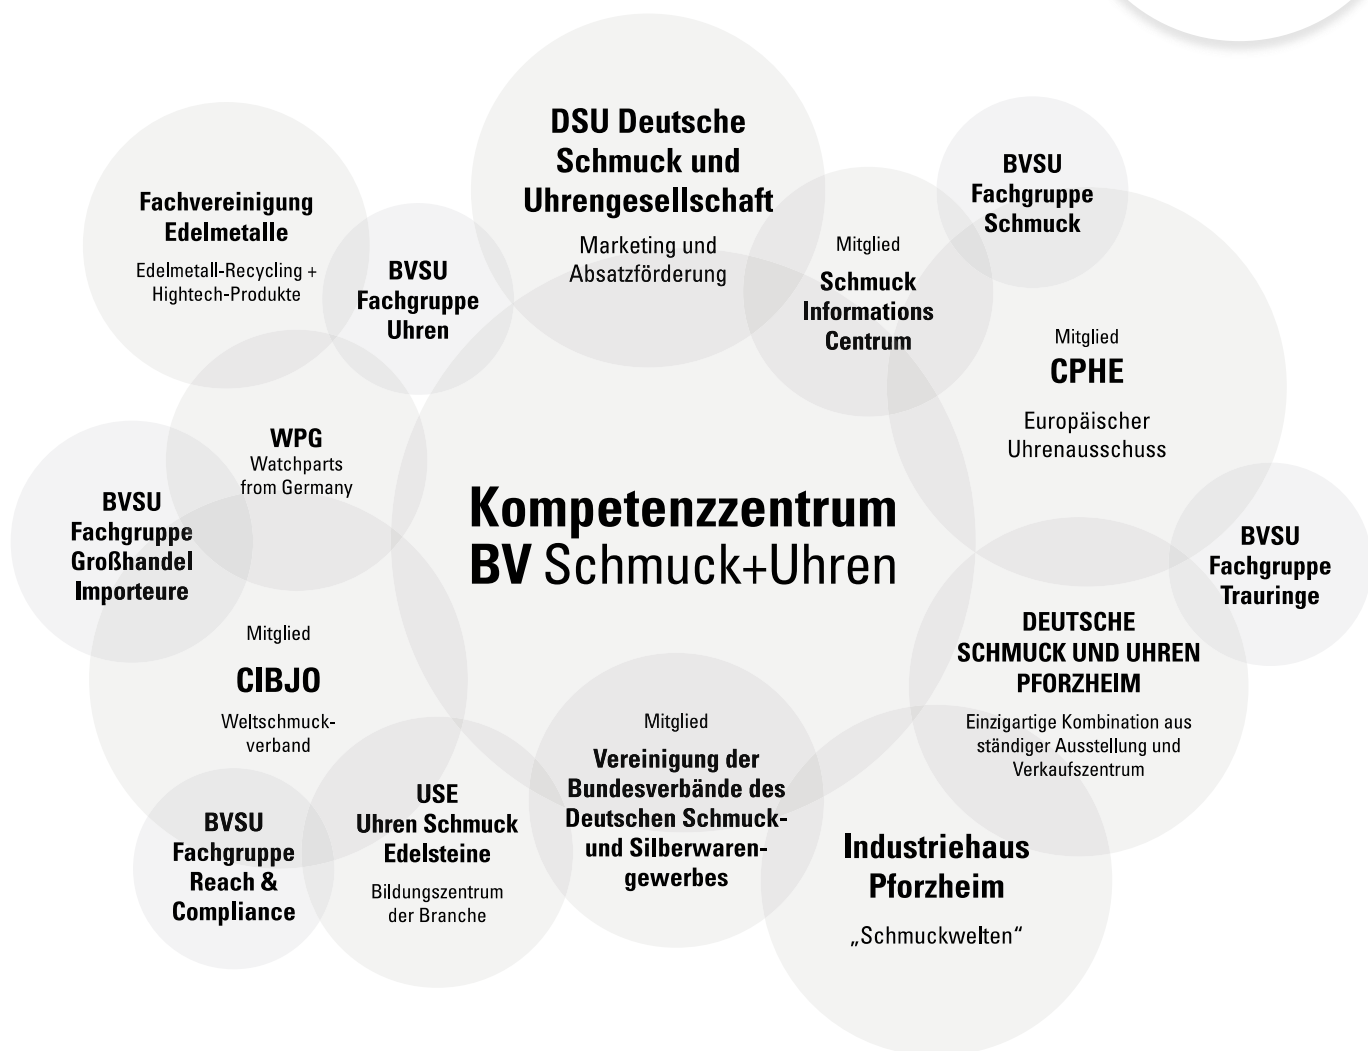 DSU Deutsche
Schmuck und
Uhrengesellschaft
Marketing und
Absatzförderung
BVSU
Fachgruppe
Schmuck
Fachvereinigung
Edelmetalle
Edelmetall-Recycling +
Hightech-Produkte
BVSU
Fachgruppe
Uhren
Mitglied
Schmuck
Informations
Centrum
Mitglied
CPHE
Europäischer
Uhrenausschuss
WPG
Watchparts
from Germany
BVSU
Fachgruppe
Großhandel
Importeure
Kompetenzzentrum
BV Schmuck+Uhren
BVSU
Fachgruppe
Trauringe
Mitglied
CIBJO
Weltschmuck-
verband
DEUTSCHE
SCHMUCK UND UHREN
PFORZHEIM
Einzigartige Kombination aus
ständiger Ausstellung und
Verkaufszentrum
BVSU
Fachgruppe
Reach &
Compliance
USE
Uhren Schmuck
Edelsteine
Bildungszentrum
der Branche
Mitglied
Vereinigung der
Bundesverbände des
Deutschen Schmuck-
und Silberwaren-
gewerbes
Industriehaus
Pforzheim
„Schmuckwelten“